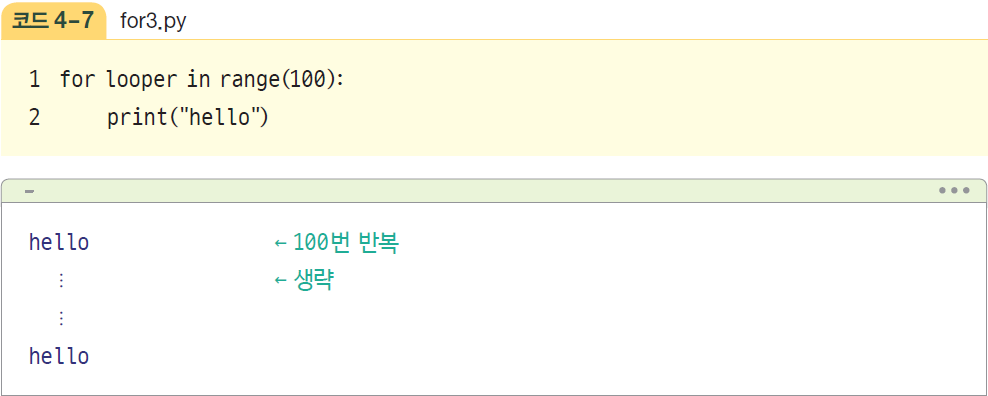 코드 4-7 for3.py
1 for looper in range(100):
2 print("hello")
hello ← 100번 반복
⋮ ← 생략
⋮
hello